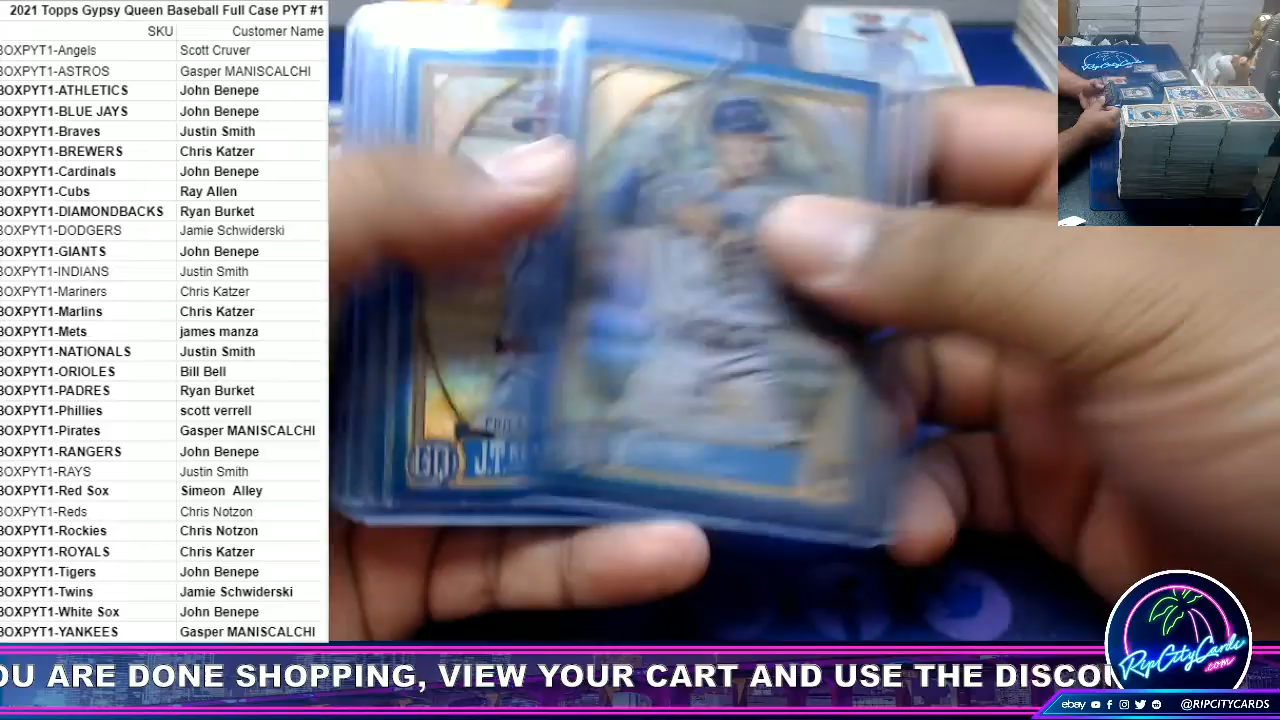 2021 Topps Gypsy Queen Baseball Full Case PYT #1
SKU Customer Name
BOXPYT1-Angels Scott Cruver
BOXPYT1-ASTROS Gasper MANISCALCHI
BOXPYT1-ATHLETICS John Benepe
BOXPYT1-BLUE JAYS John Benepe
BOXPYT1-Braves Justin Smith
BOXPYT1-BREWERS Chris Katzer
BOXPYT1-Cardinals John Benepe
BOXPYT1-Cubs Ray Allen
BOXPYT1-DIAMONDBACKS Ryan Burket
BOXPYT1-DODGERS Jamie Schwiderski
BOXPYT1-GIANTS John Benepe
BOXPYT1-INDIANS Justin Smith
BOXPYT1-Mariners Chris Katzer
BOXPYT1-Marlins Chris Katzer
BOXPYT1-Mets james manza
BOXPYT1-NATIONALS Justin Smith
BOXPYT1-ORIOLES Bill Bell
BOXPYT1-PADRES Ryan Burket
BOXPYT1-Phillies scott verrell
BOXPYT1-Pirates Gasper MANISCALCHI
BOXPYT1-RANGERS John Benepe
BOXPYT1-RAYS Justin Smith
BOXPYT1-Red Sox Simeon Alley
BOXPYT1-Reds Chris Notzon
BOXPYT1-Rockies Chris Notzon
BOXPYT1-ROYALS Chris Katzer
BOXPYT1-Tigers John Benepe
BOXPYT1-Twins Jamie Schwiderski
BOXPYT1-White Sox John Benepe
BOXPYT1-YANKEES Gasper MANISCALCHI
GQ J.T.
OU ARE DONE SHOPPING, VIEW YOUR CART AND USE THE DISCO
RipCityCards
.com
ebay @RIPCITYCARDS